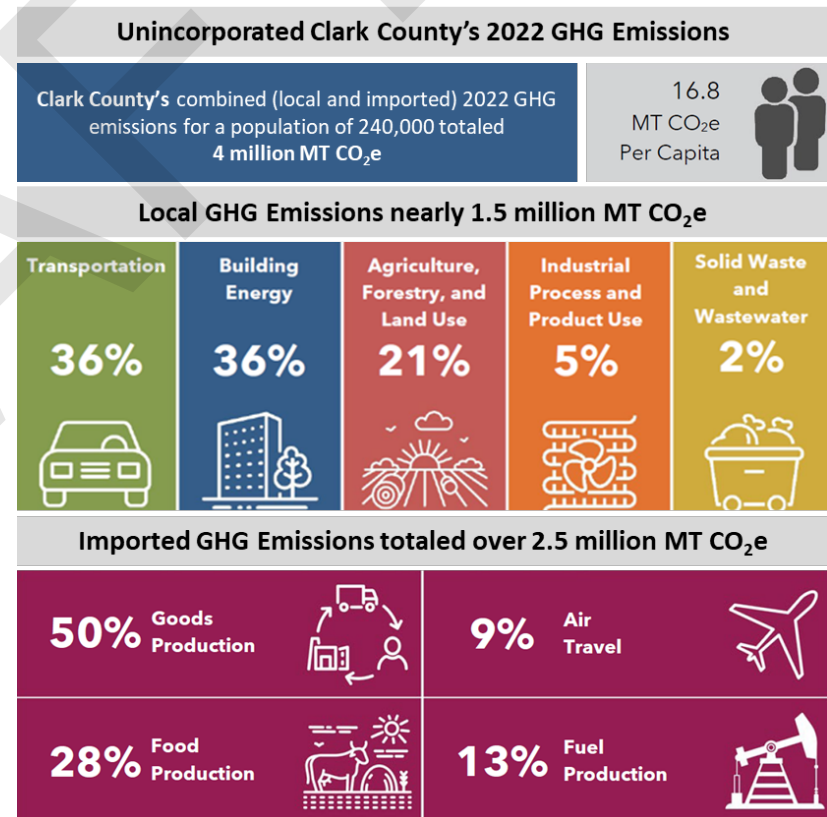 Unincorporated Clark County's 2022 GHG Emissions
Clark County's combined (local and imported) 2022 GHG
emissions for a population of 240,000 totaled
4 million MT CO₂e
16.8
MT CO₂e
Per Capita
Local GHG Emissions nearly 1.5 million MT CO₂e
Transportation
36%
Building
Energy
36%
Agriculture,
Forestry, and
Land Use
21%
Industrial
Process and
Product Use
5%
Solid Waste
and
Wastewater
2%
Imported GHG Emissions totaled over 2.5 million MT CO₂e
50%
Goods
Production
9%
Air
Travel
28%
Food
Production
13%
Fuel
Production